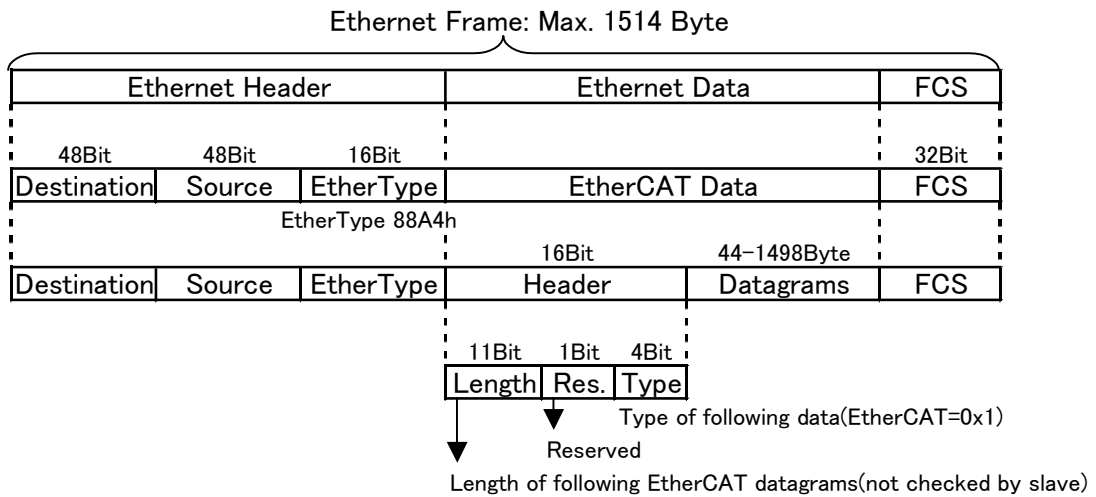 Ethernet Frame: Max. 1514 Byte
Ethernet Header Ethernet Data FCS
48Bit 48Bit 16Bit 32Bit
Destination Source EtherType EtherCAT Data FCS
EtherType 88A4h
16Bit 44-1498Byte
Destination Source EtherType Header Datagrams FCS
11Bit 1Bit 4Bit
Length Res. Type
Type of following data(EtherCAT=0x1)
Reserved
Length of following EtherCAT datagrams(not checked by slave)